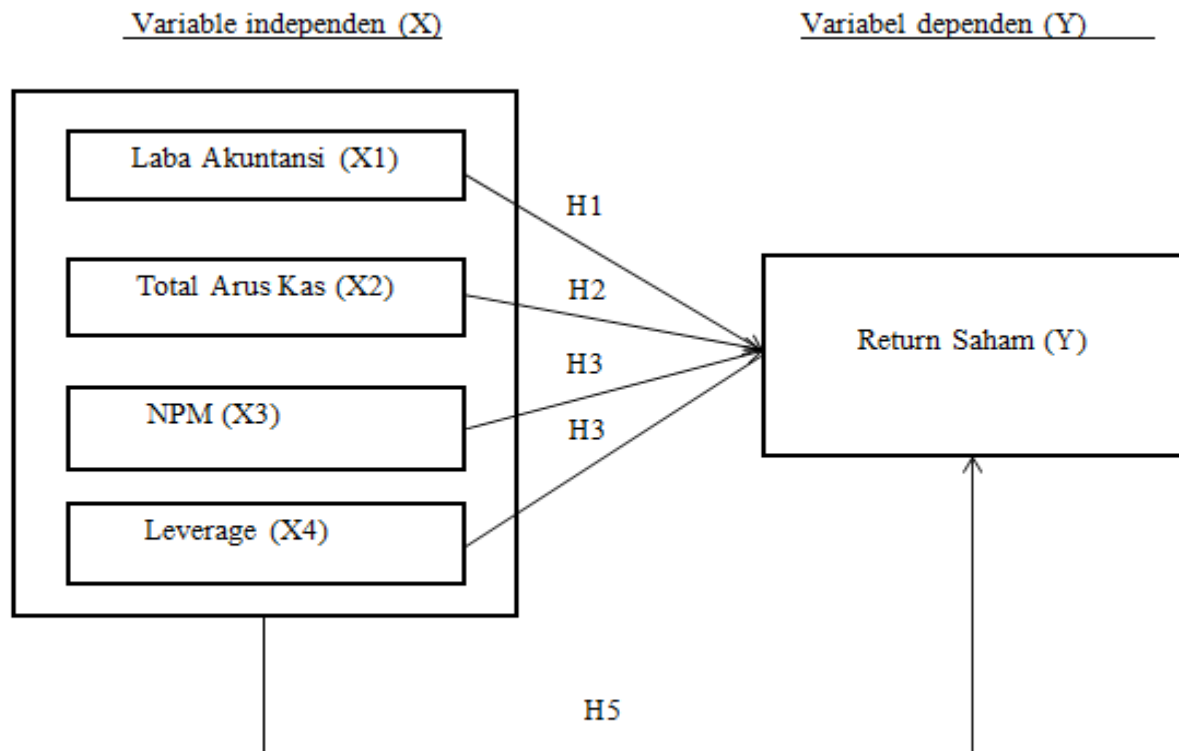 Variable independen (X)
Variabel dependen (Y)
Laba Akuntansi (X1)
H1
Total Arus Kas (X2)
H2
Return Saham (Y)
H3
NPM (X3)
H3
Leverage (X4)
H5